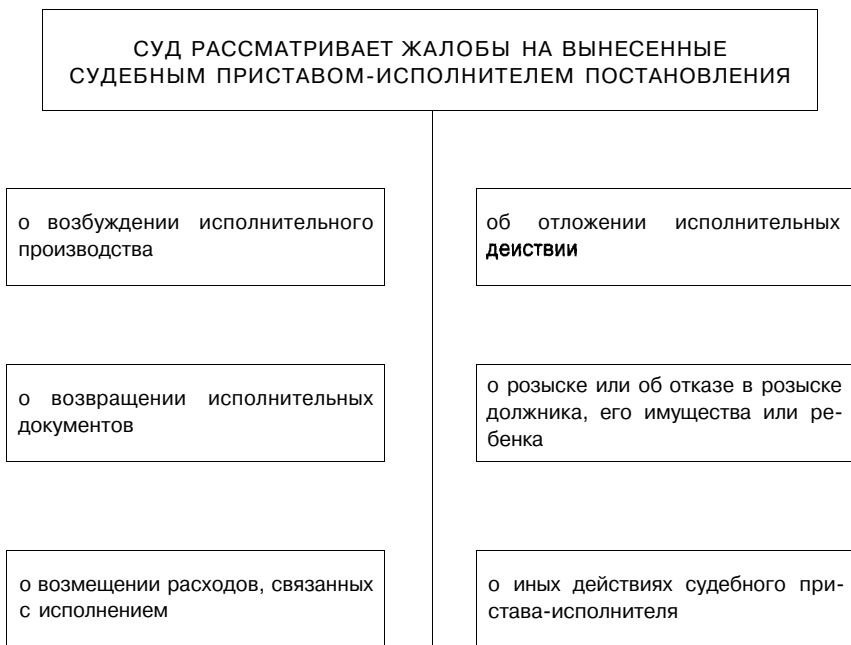 СУД РАССМАТРИВАЕТ ЖАЛОБЫ НА ВЫНЕСЕННЫЕ
СУДЕБНЫМ ПРИСТАВОМ-ИСПОЛНИТЕЛЕМ ПОСТАНОВЛЕНИЯ
о возбуждении исполнительного
производства
об отложении исполнительных
деиствии
о возвращении исполнительных
документов
о розыске или об отказе в розыске
должника, его имущества или ре-
бенка
о возмещении расходов, связанных
с исполнением
о иных действиях судебного при-
става-исполнителя